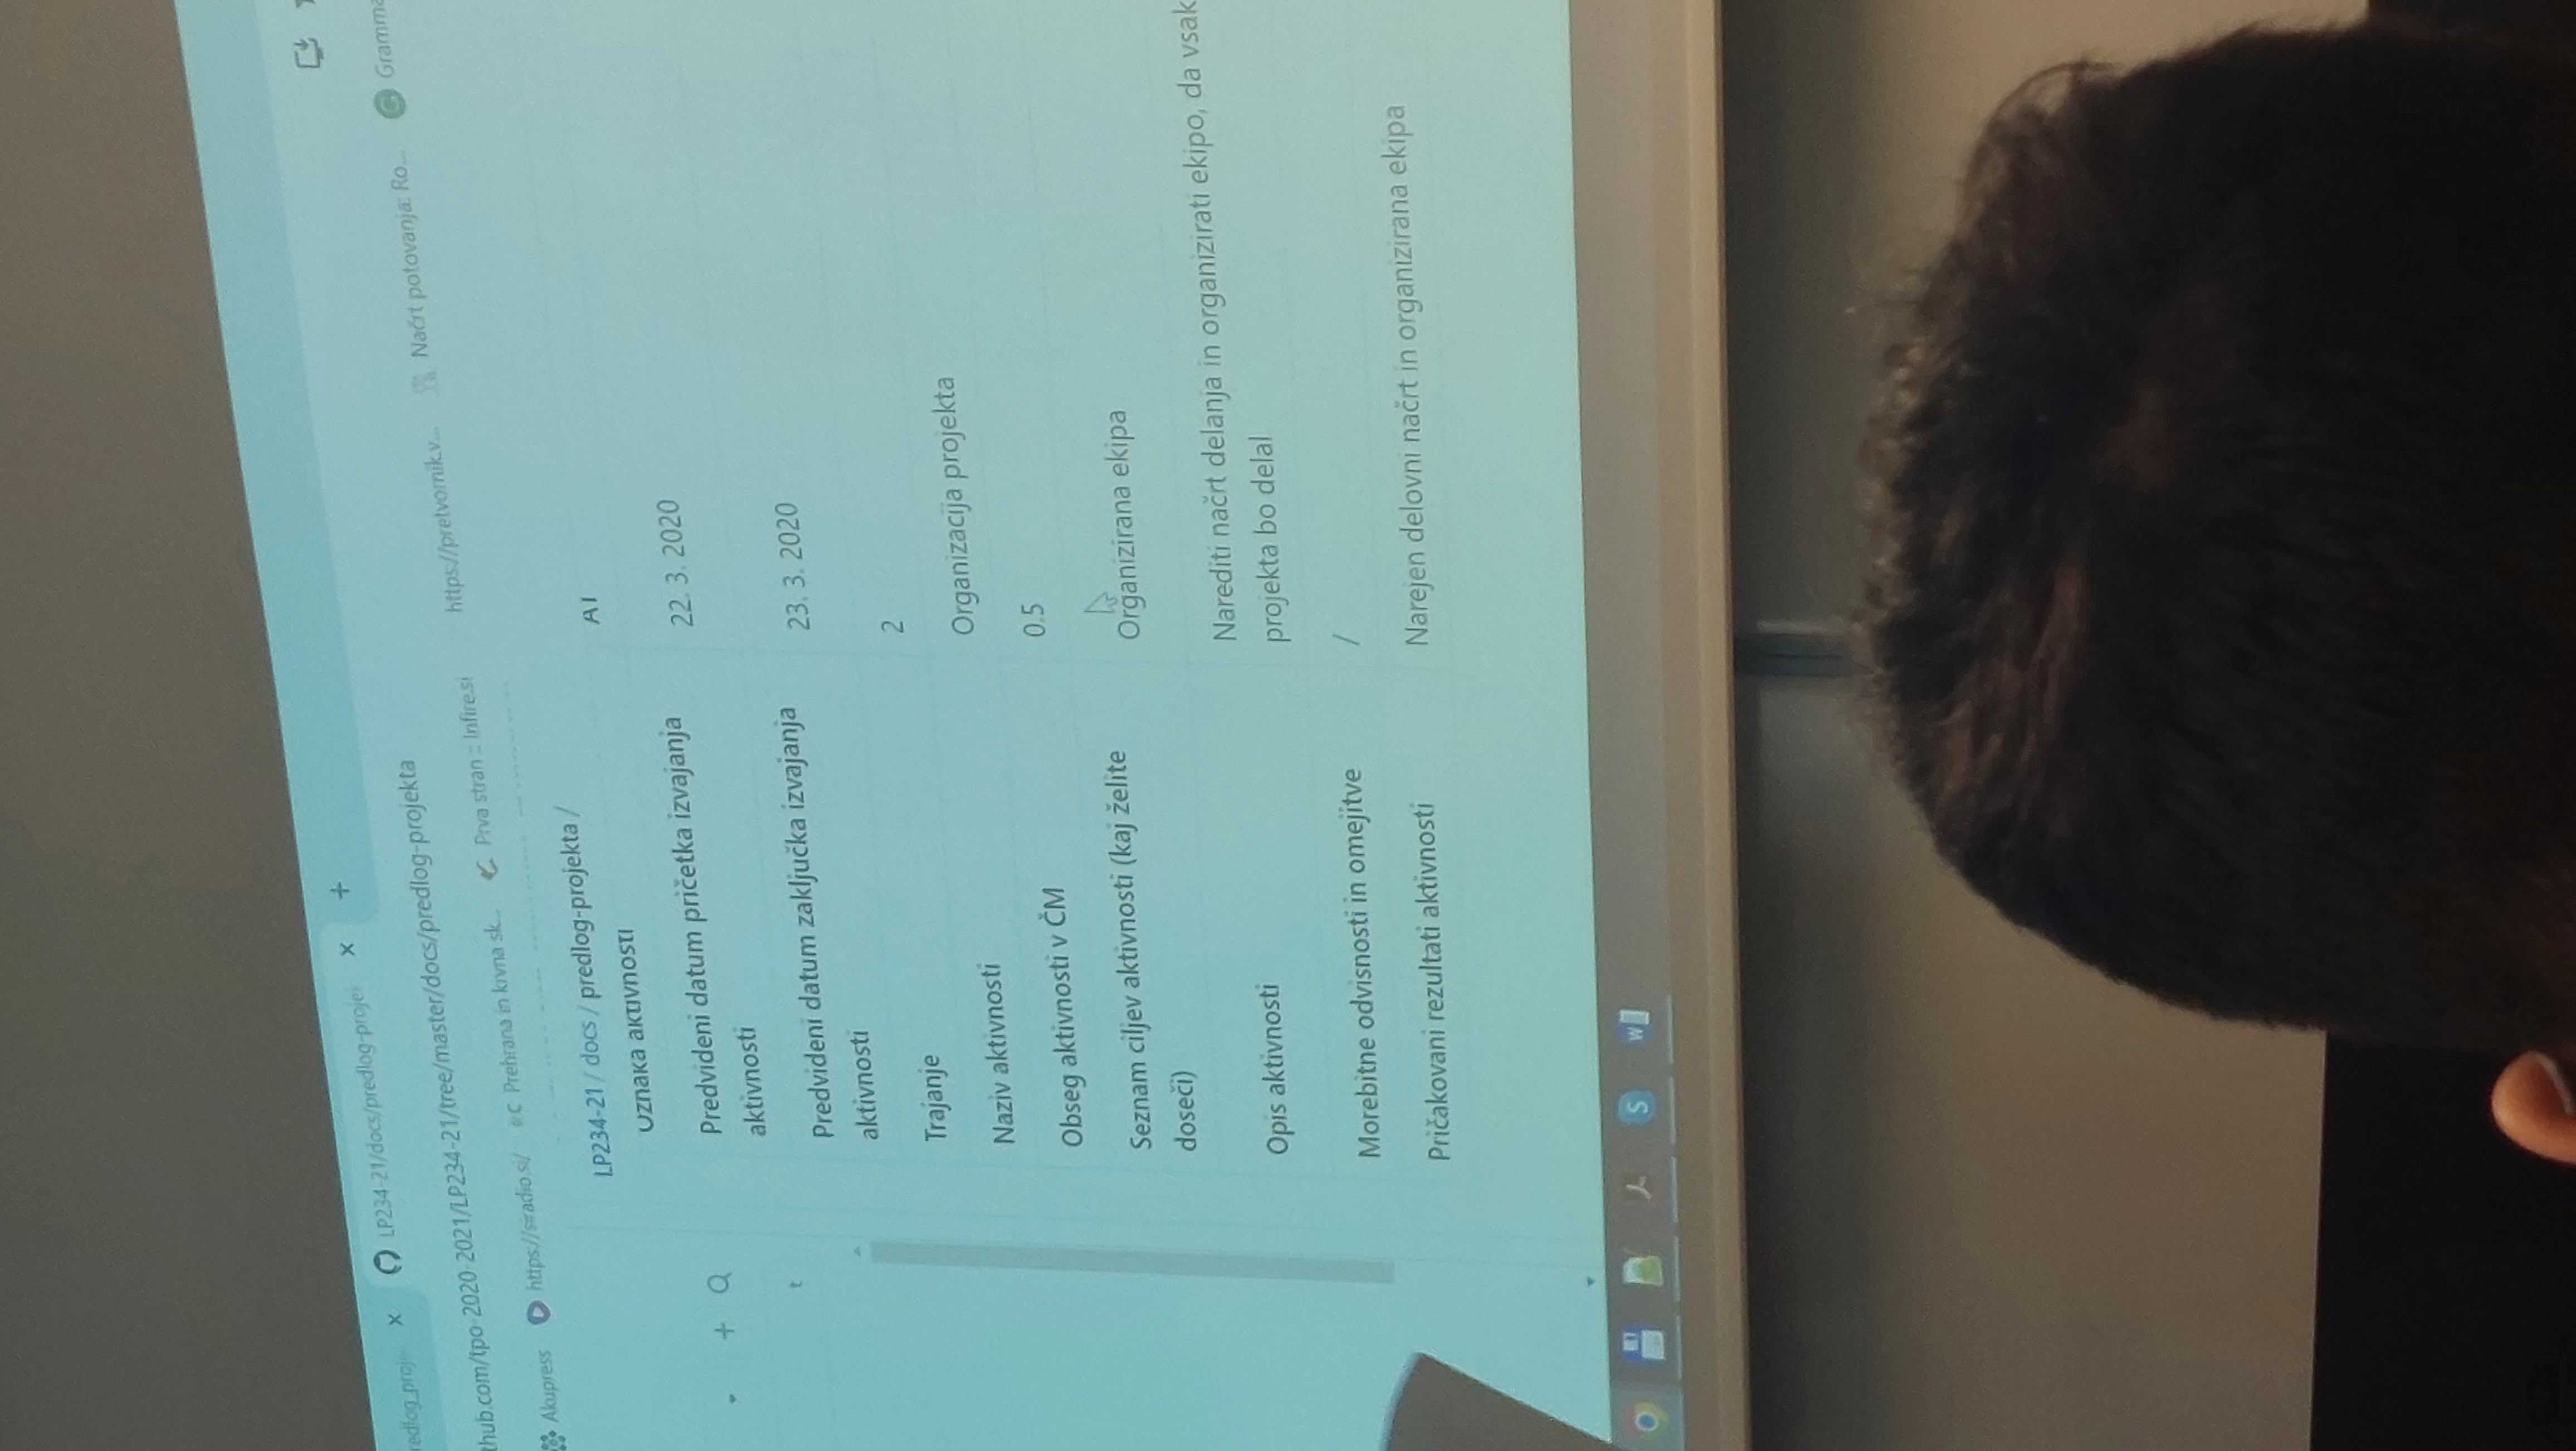 LP234-21/docs/predlog-proje
thub.com/tpo-2020-2021/LP234-21/tree/master/docs/predlog-projekta
Akupress https://siradio.si/ Prehrana in krvna sk... Prva stran :: Infire.si https://pretvornik.v... Načrt potovanja: Ro... Gramma
LP234-21 / docs / predlog-projekta /
Oznaka aktivnosti A1
Predvideni datum pričetka izvajanja 22. 3. 2020
aktivnosti
Predvideni datum zaključka izvajanja 23. 3. 2020
aktivnosti
Trajanje 2
Naziv aktivnosti Organizacija projekta
Obseg aktivnosti v ČM 0.5
Seznam ciljev aktivnosti (kaj želite Organizirana ekipa
doseči)
Opis aktivnosti Narediti načrt delanja in organizirati ekipo, da vsak
projekta bo delal
Morebitne odvisnosti in omejitve /
Pričakovani rezultati aktivnosti Narejen delovni načrt in organizirana ekipa